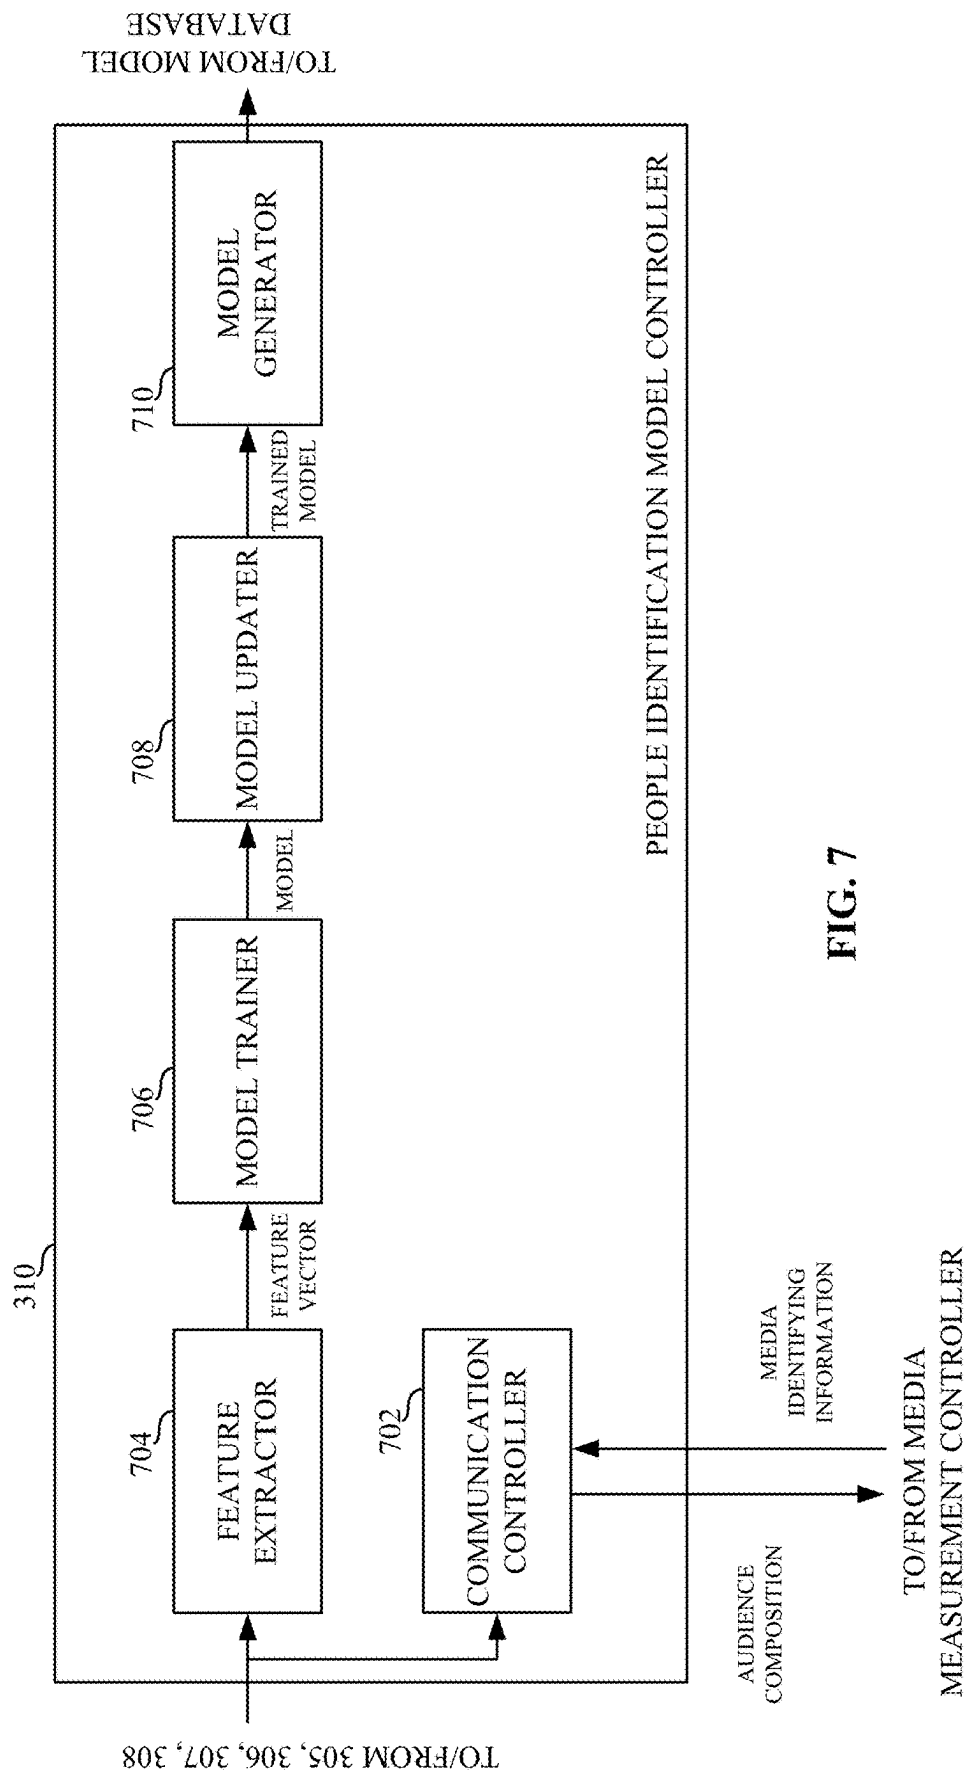 310
TO/FROM 305, 306, 307, 308
704
FEATURE
EXTRACTOR
FEATURE
VECTOR
706
MODEL TRAINER
MODEL
708
MODEL UPDATER
TRAINED
MODEL
710
MODEL
GENERATOR
TO/FROM MODEL
DATABASE
702
COMMUNICATION
CONTROLLER
PEOPLE IDENTIFICATION MODEL CONTROLLER
AUDIENCE
COMPOSITION
MEDIA
IDENTIFYING
INFORMATION
TO/FROM MEDIA
MEASUREMENT CONTROLLER
FIG. 7